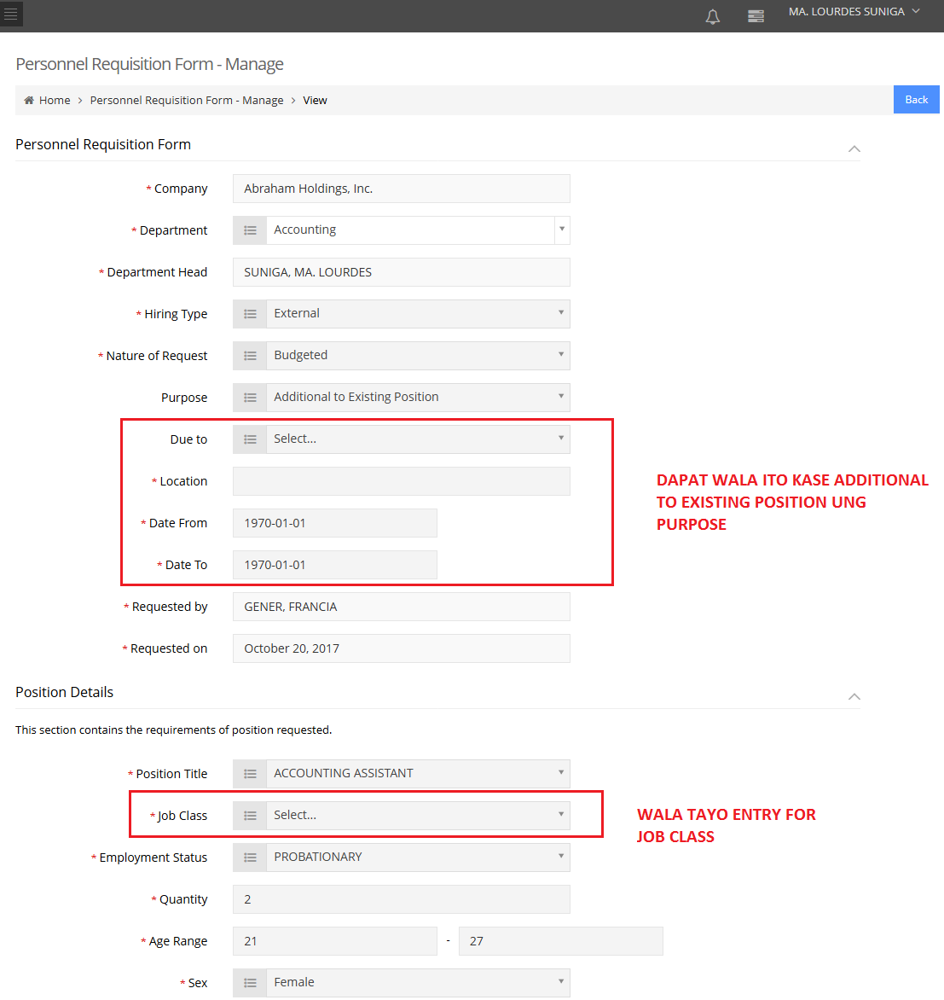 MA. LOURDES SUNIGA
Personnel Requisition Form - Manage
Home > Personnel Requisition Form - Manage > View
Back
Personnel Requisition Form
* Company Abraham Holdings, Inc.
* Department Accounting
* Department Head SUNIGA, MA. LOURDES
* Hiring Type External
* Nature of Request Budgeted
Purpose Additional to Existing Position
Due to Select...
* Location
* Date From 1970-01-01
* Date To 1970-01-01
DAPAT WALA ITO KASE ADDITIONAL
TO EXISTING POSITION UNG
PURPOSE
* Requested by GENER, FRANCIA
* Requested on October 20, 2017
Position Details
This section contains the requirements of position requested.
* Position Title ACCOUNTING ASSISTANT
* Job Class Select...
WALA TAYO ENTRY FOR
JOB CLASS
* Employment Status PROBATIONARY
* Quantity 2
* Age Range 21 - 27
* Sex Female